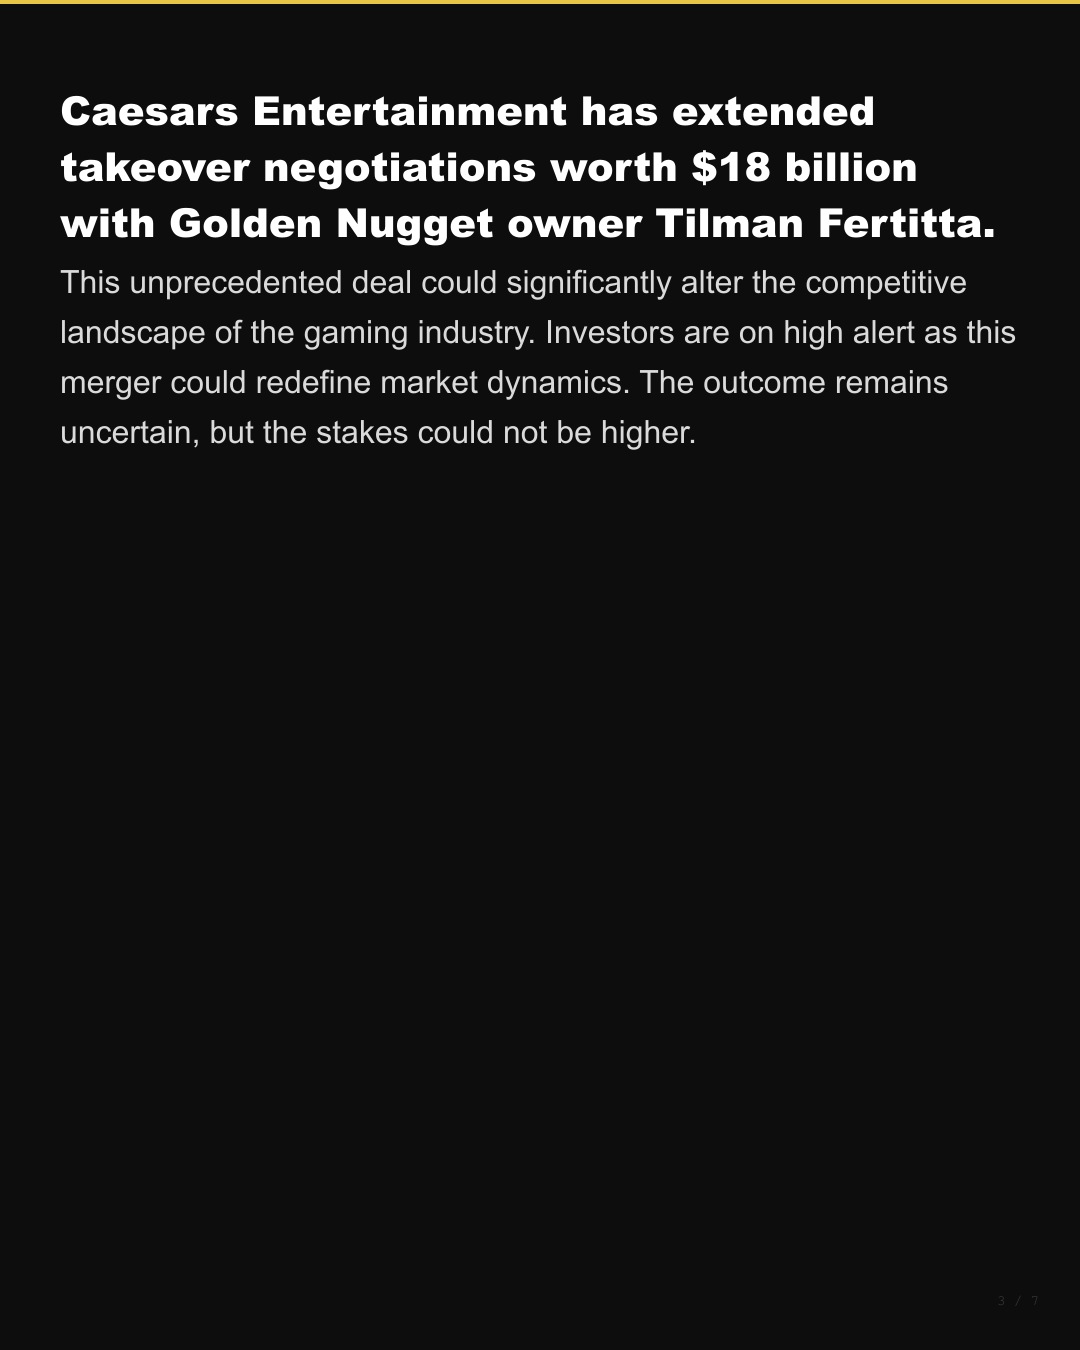 Caesars Entertainment has extended
takeover negotiations worth $18 billion
with Golden Nugget owner Tilman Fertitta.
This unprecedented deal could significantly alter the competitive
landscape of the gaming industry. Investors are on high alert as this
merger could redefine market dynamics. The outcome remains
uncertain, but the stakes could not be higher.
3 / 7